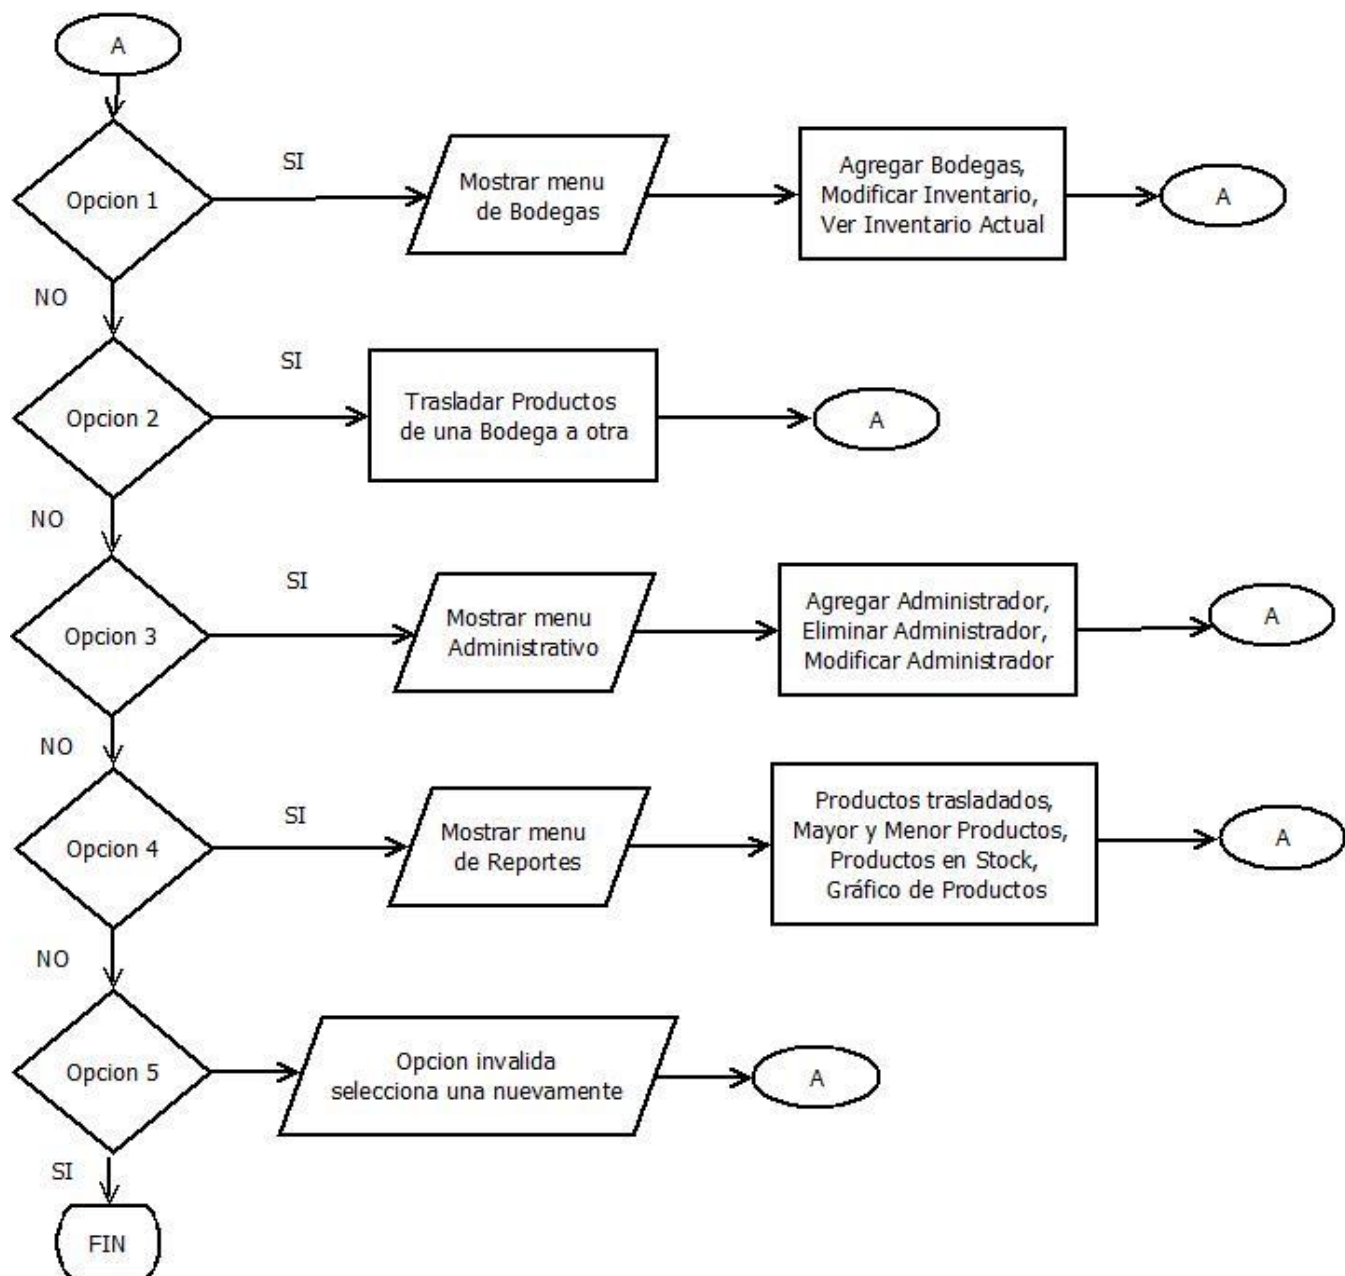 A
Opcion 1
SI
Mostrar menu
de Bodegas
Agregar Bodegas,
Modificar Inventario,
Ver Inventario Actual
A
NO
Opcion 2
SI
Trasladar Productos
de una Bodega a otra
A
NO
Opcion 3
SI
Mostrar menu
Administrativo
Agregar Administrador,
Eliminar Administrador,
Modificar Administrador
A
NO
Opcion 4
SI
Mostrar menu
de Reportes
Productos trasladados,
Mayor y Menor Productos,
Productos en Stock,
Gráfico de Productos
A
NO
Opcion 5
Opcion invalida
selecciona una nuevamente
A
SI
FIN